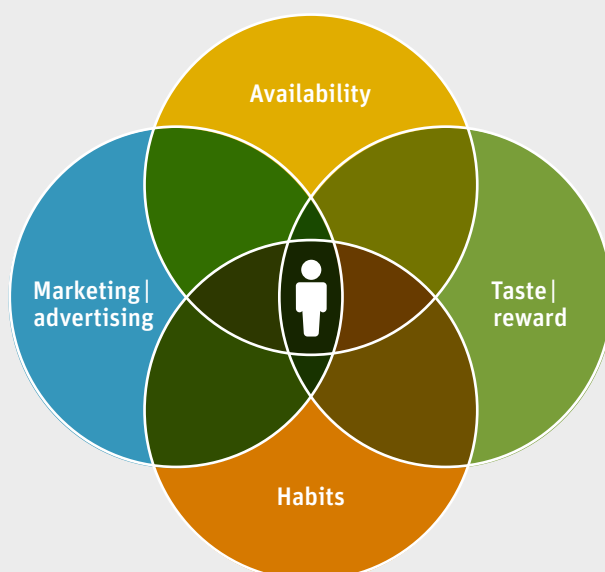 Availability
Marketing|
advertising
Taste|
reward
Habits